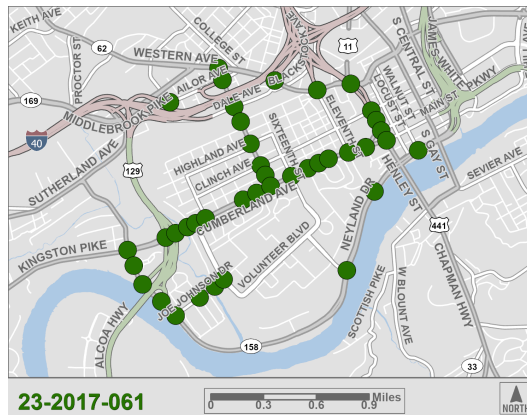 KEITH AVE
62
WESTERN AVE
COLLEGE ST
BLACKSTOCK AVE
11
S CENTRAL ST
JAMES WHITE PKWY
PROCTOR ST
AILOR AVE
DALE AVE
WALNUT ST
LOCUST ST
MAIN ST
169
MIDDLEBROOK PIKE
ELEVENTH ST
S GAY ST
40
SUTHERLAND AVE
129
HIGHLAND AVE
SIXTEENTH ST
CLINCH AVE
HENLEY ST
SEVIER AVE
CUMBERLAND AVE
NEYLAND DR
KINGSTON PIKE
VOLUNTEER BLVD
441
CHAPMAN HWY
JOE JOHNSON DR
SCOTTISH PIKE
W BLOUNT AVE
ALCOA HWY
158
33
23-2017-061
0 0.3 0.6 0.9 Miles
NORTH